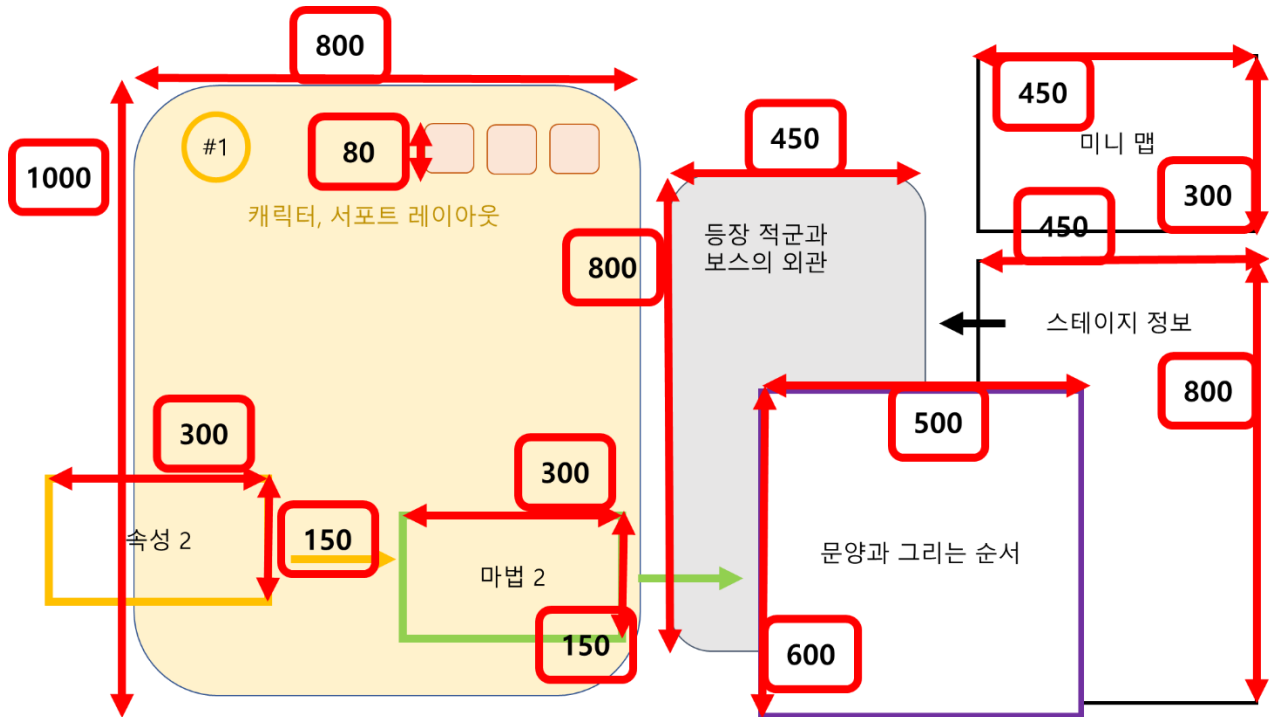 800
1000
#1
80
캐릭터, 서포트 레이아웃
450
등장 적군과
보스의 외관
800
450
미니 맵
300
450
스테이지 정보
800
300
속성 2
150
300
마법 2
150
500
문양과 그리는 순서
600